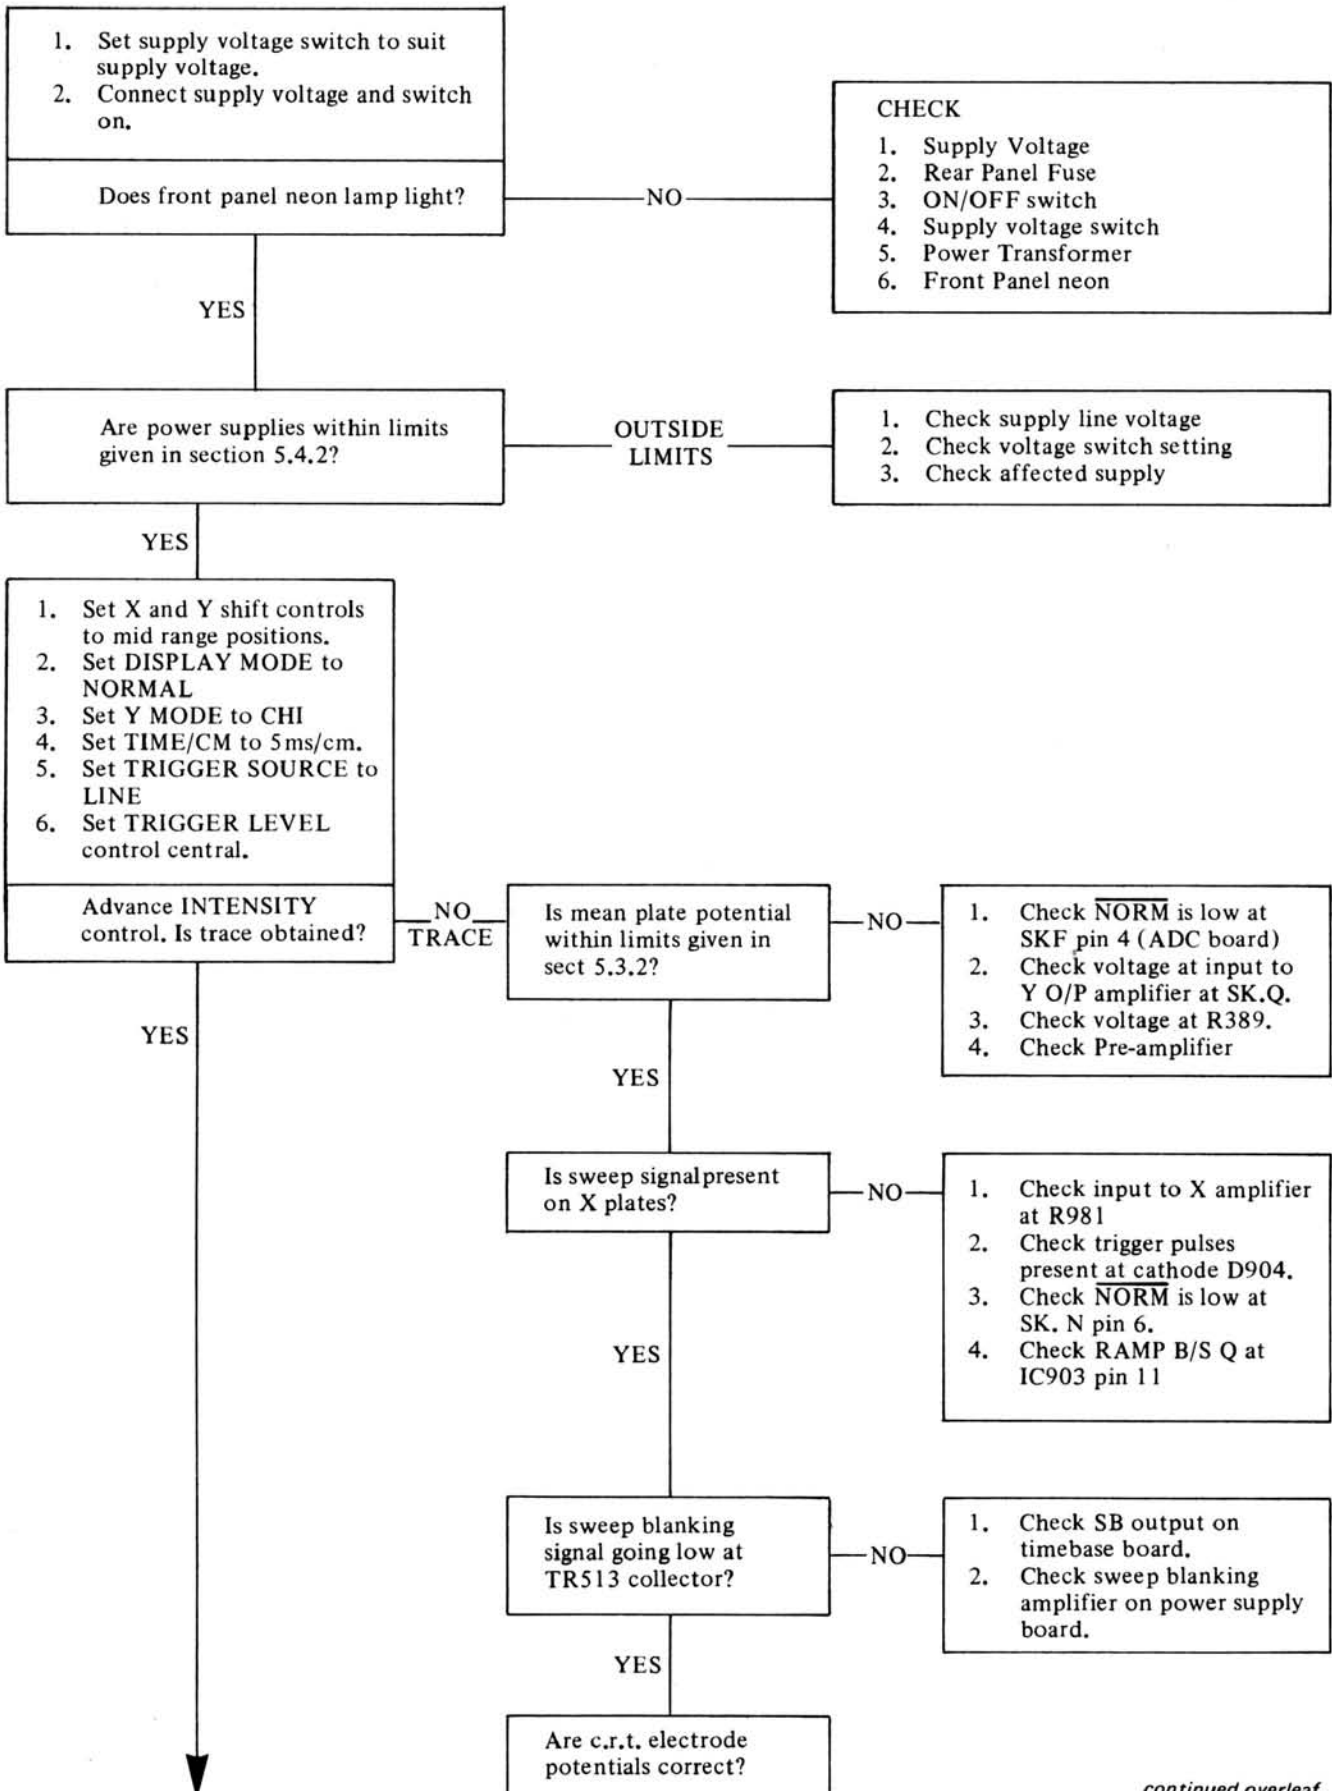 1. Set supply voltage switch to suit
supply voltage.
2. Connect supply voltage and switch
on.
Does front panel neon lamp light?
NO
CHECK
1. Supply Voltage
2. Rear Panel Fuse
3. ON/OFF switch
4. Supply voltage switch
5. Power Transformer
6. Front Panel neon
YES
Are power supplies within limits
given in section 5.4.2?
OUTSIDE
LIMITS
1. Check supply line voltage
2. Check voltage switch setting
3. Check affected supply
YES
1. Set X and Y shift controls
to mid range positions.
2. Set DISPLAY MODE to
NORMAL
3. Set Y MODE to CHI
4. Set TIME/CM to 5ms/cm.
5. Set TRIGGER SOURCE to
LINE
6. Set TRIGGER LEVEL
control central.
Advance INTENSITY
control. Is trace obtained?
NO
TRACE
Is mean plate potential
within limits given in
sect 5.3.2?
NO
1. Check N̅O̅R̅M̅ is low at
SKF pin 4 (ADC board)
2. Check voltage at input to
Y O/P amplifier at SK.Q.
3. Check voltage at R389.
4. Check Pre-amplifier
YES
YES
Is sweep signalpresent
on X plates?
NO
1. Check input to X amplifier
at R981
2. Check trigger pulses
present at cathode D904.
3. Check N̅O̅R̅M̅ is low at
SK. N pin 6.
4. Check RAMP B/S Q at
IC903 pin 11
YES
Is sweep blanking
signal going low at
TR513 collector?
NO
1. Check SB output on
timebase board.
2. Check sweep blanking
amplifier on power supply
board.
YES
Are c.r.t. electrode
potentials correct?
continued overleaf